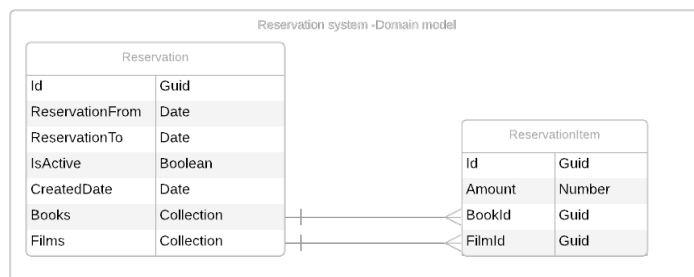 Reservation system -Domain model
Reservation
Id Guid
ReservationFrom Date
ReservationTo Date
IsActive Boolean
CreatedDate Date
Books Collection
Films Collection
ReservationItem
Id Guid
Amount Number
BookId Guid
FilmId Guid